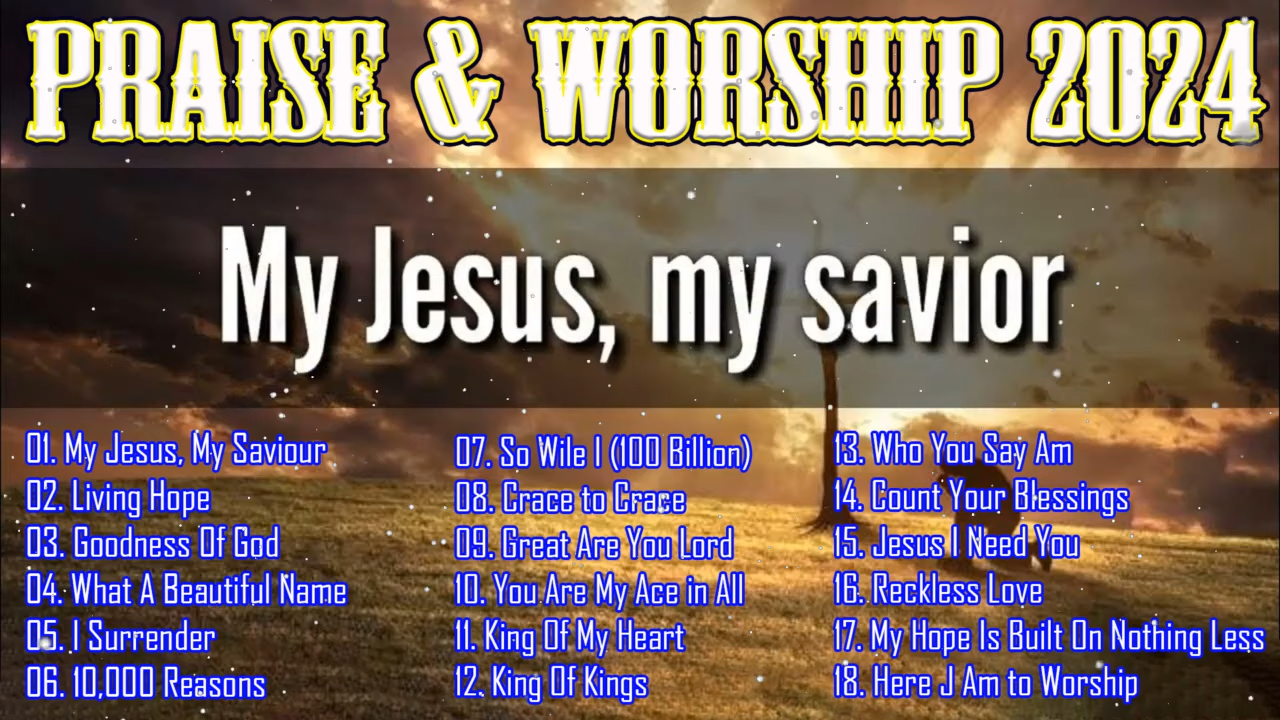 PRAISE & WORSHIP 2024
My Jesus, my savior
01. My Jesus, My Saviour
02. Living Hope
03. Goodness Of God
04. What A Beautiful Name
05. I Surrender
06. 10,000 Reasons
07. So Wile I (100 Billion)
08. Crace to Crace
09. Great Are You Lord
10. You Are My Ace in All
11. King Of My Heart
12. King Of Kings
13. Who You Say Am
14. Count Your Blessings
15. Jesus I Need You
16. Reckless Love
17. My Hope Is Built On Nothing Less
18. Here J Am to Worship